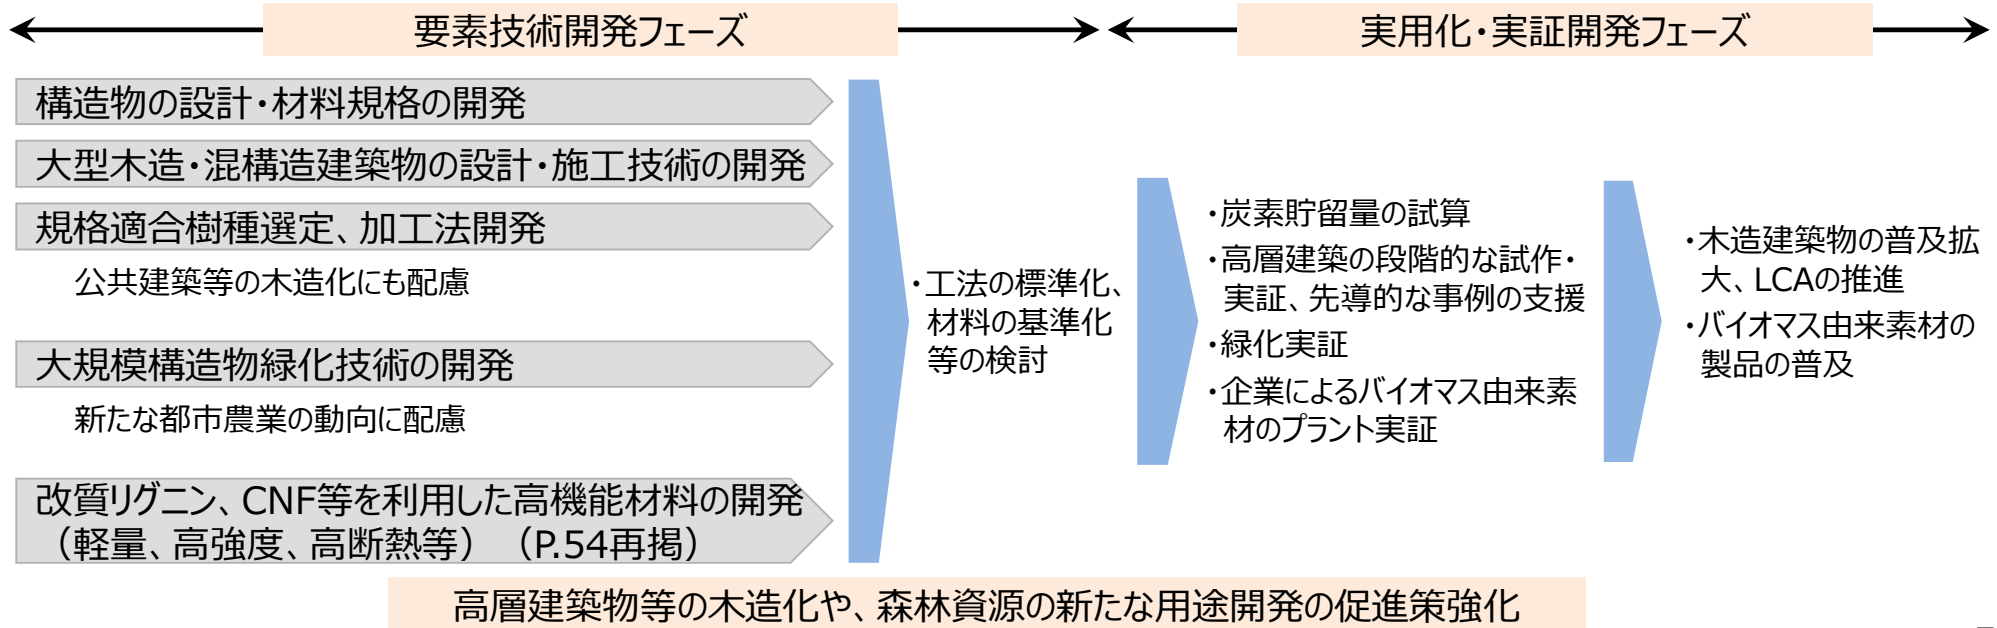 要素技術開発フェーズ
実用化・実証開発フェーズ
構造物の設計・材料規格の開発
大型木造・混構造建築物の設計・施工技術の開発
規格適合樹種選定、加工法開発
公共建築等の木造化にも配慮
大規模構造物緑化技術の開発
新たな都市農業の動向に配慮
改質リグニン、CNF等を利用した高機能材料の開発
（軽量、高強度、高断熱等）（P.54再掲）
・工法の標準化、
材料の基準化
等の検討
・炭素貯留量の試算
・高層建築の段階的な試作・
実証、先導的な事例の支援
・緑化実証
・企業によるバイオマス由来素
材のプラント実証
・木造建築物の普及拡
大、LCAの推進
・バイオマス由来素材の
製品の普及
高層建築物等の木造化や、森林資源の新たな用途開発の促進策強化